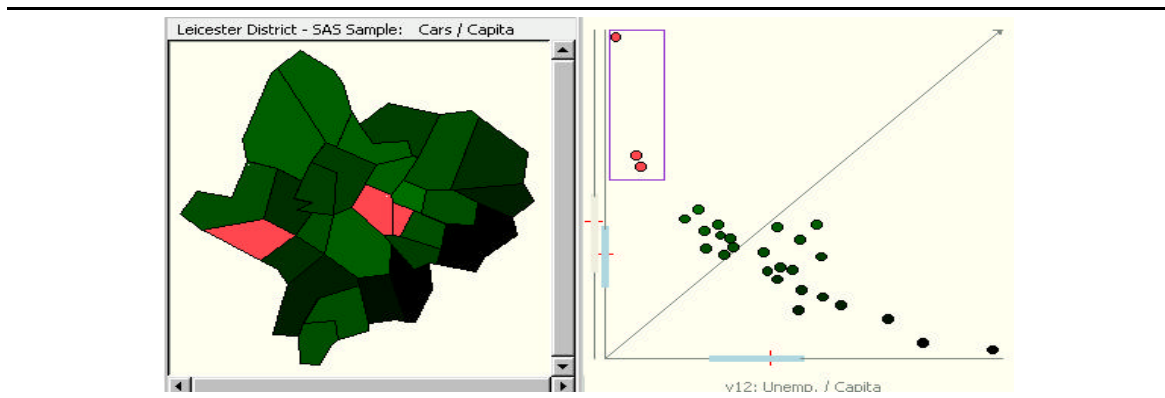 Leicester District - SAS Sample: Cars / Capita
v12: Unemp. / Capita